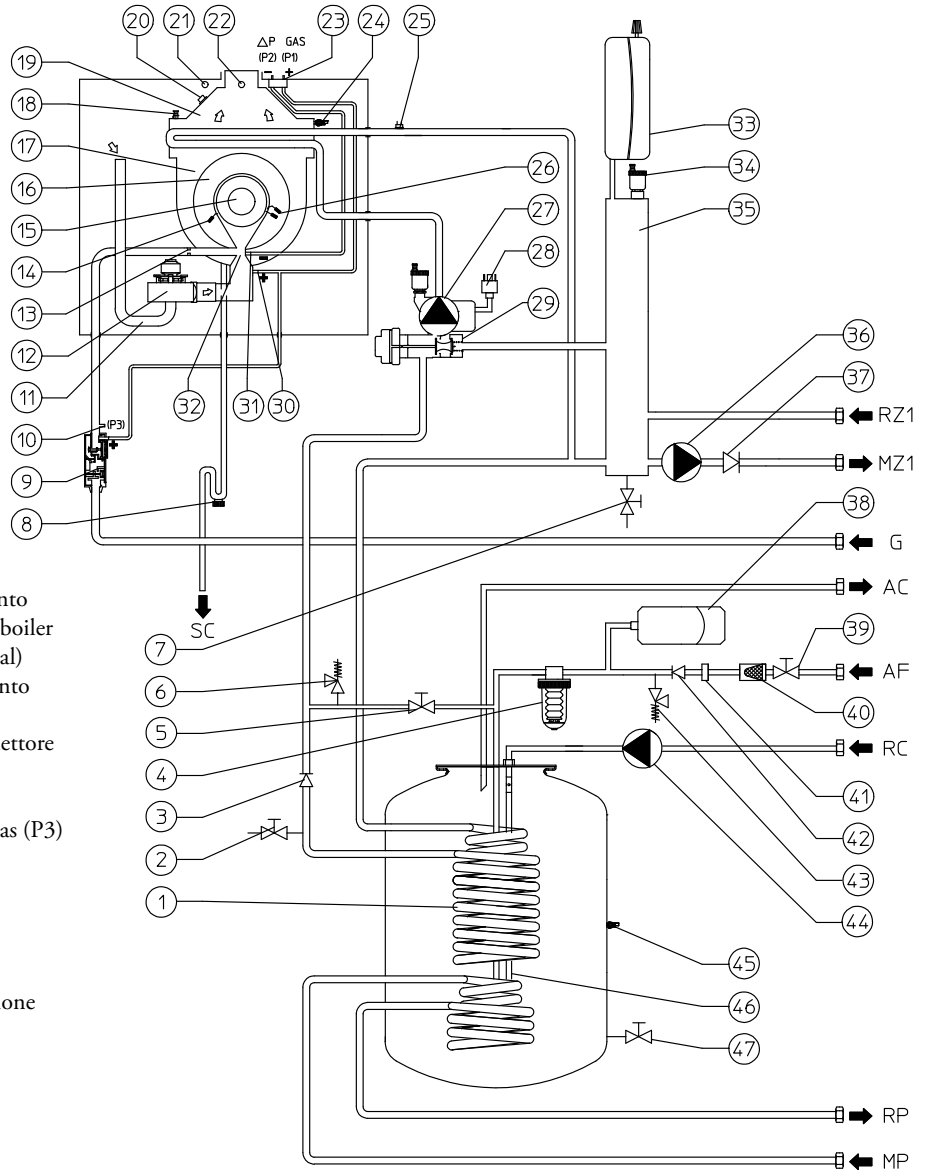 20 21 22 25
△P GAS 23 24
(P2) (P1)
- +
19
18
33
17
34
16
26
35
15
27
14
28
-
+
13
29
12
36
11
32 31 30
37
10 (P3)
RZ1
+
9
MZ1
38
8
G
nto
AC
boiler
SC
39
al)
7
AF
nto
6
40
5
ettore
RC
4
41
3
42
as (P3)
2
43
1
44
45
one
46
47
RP
MP